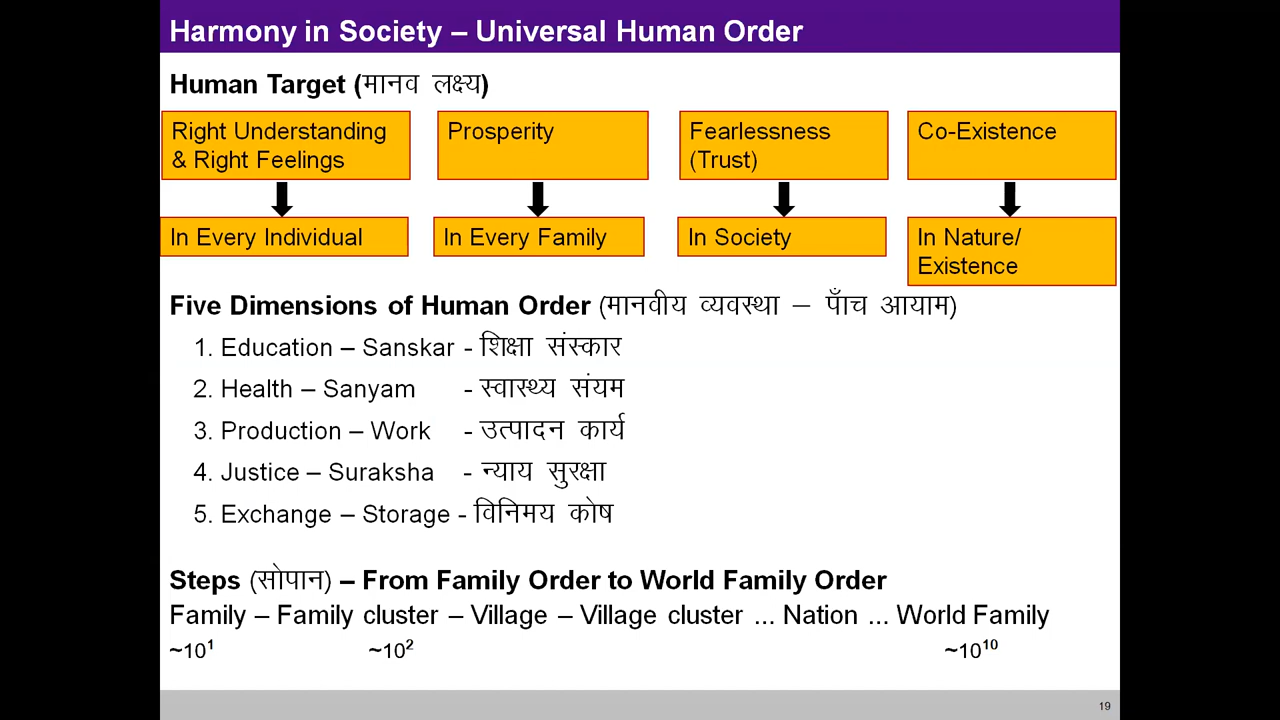 Harmony in Society – Universal Human Order
Human Target (मानव लक्ष्य)
Right Understanding & Right Feelings
Prosperity
Fearlessness (Trust)
Co-Existence
In Every Individual
In Every Family
In Society
In Nature/ Existence
Five Dimensions of Human Order (मानवीय व्यवस्था – पाँच आयाम)
1. Education – Sanskar - शिक्षा संस्कार
2. Health – Sanyam - स्वास्थ्य संयम
3. Production – Work - उत्पादन कार्य
4. Justice – Suraksha - न्याय सुरक्षा
5. Exchange – Storage - विनिमय कोष
Steps (सोपान) – From Family Order to World Family Order
Family – Family cluster – Village – Village cluster ... Nation ... World Family
~10¹ ~10² ~10¹⁰
19